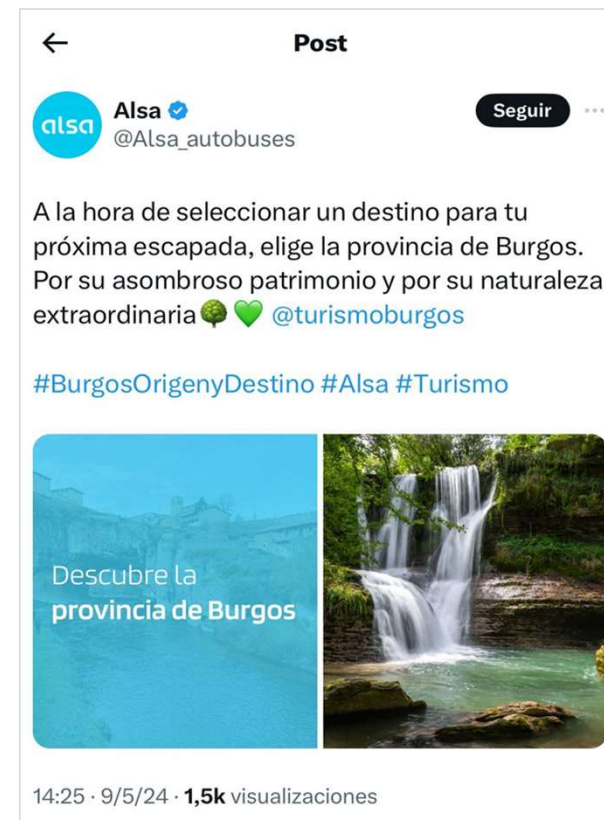 Post
alsa
Alsa
@Alsa_autobuses
Seguir
A la hora de seleccionar un destino para tu
próxima escapada, elige la provincia de Burgos.
Por su asombroso patrimonio y por su naturaleza
extraordinaria🌳💚 @turismoburgos
#BurgosOrigenyDestino #Alsa #Turismo
Descubre la
provincia de Burgos
14:25 · 9/5/24 · 1,5k visualizaciones